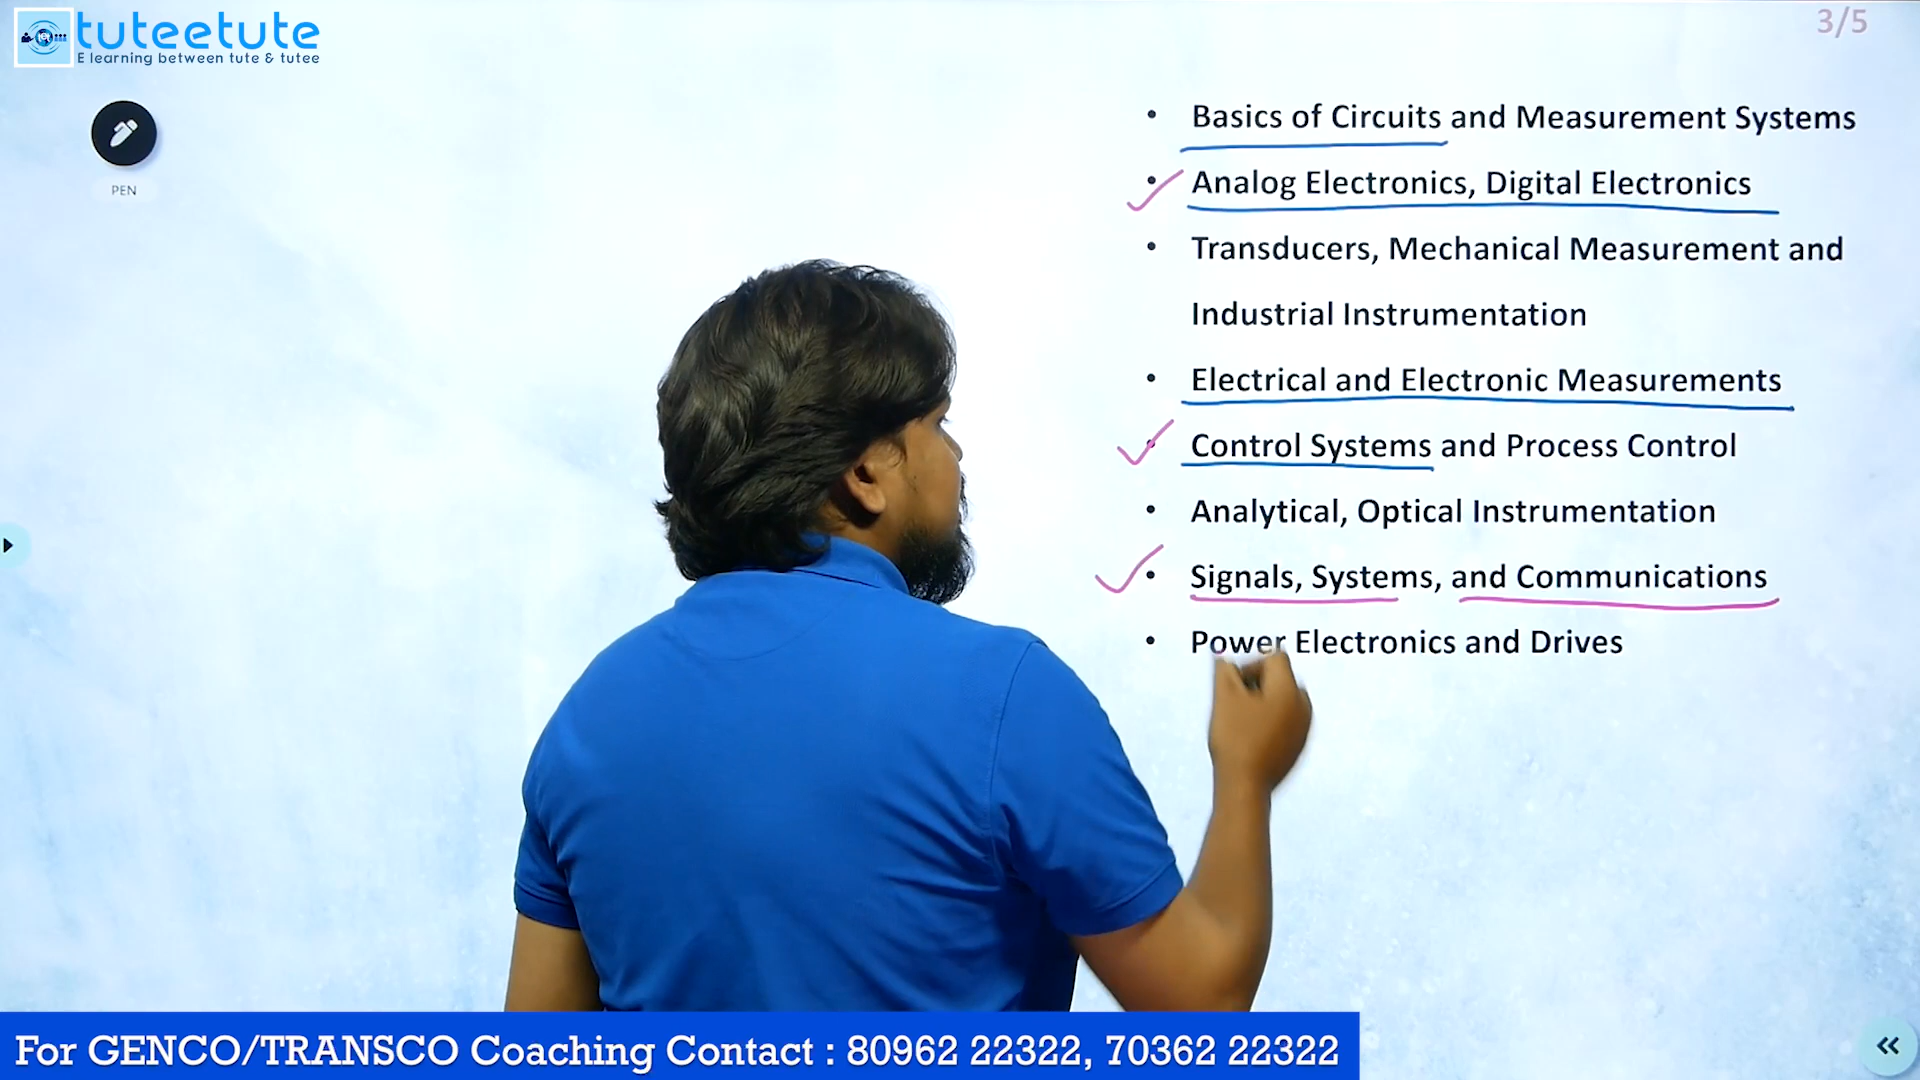 tuteetute
E learning between tute & tutee
3/5
PEN
• Basics of Circuits and Measurement Systems
• Analog Electronics, Digital Electronics
• Transducers, Mechanical Measurement and
Industrial Instrumentation
• Electrical and Electronic Measurements
• Control Systems and Process Control
• Analytical, Optical Instrumentation
• Signals, Systems, and Communications
• Power Electronics and Drives
For GENCO/TRANSCO Coaching Contact : 80962 22322, 70362 22322